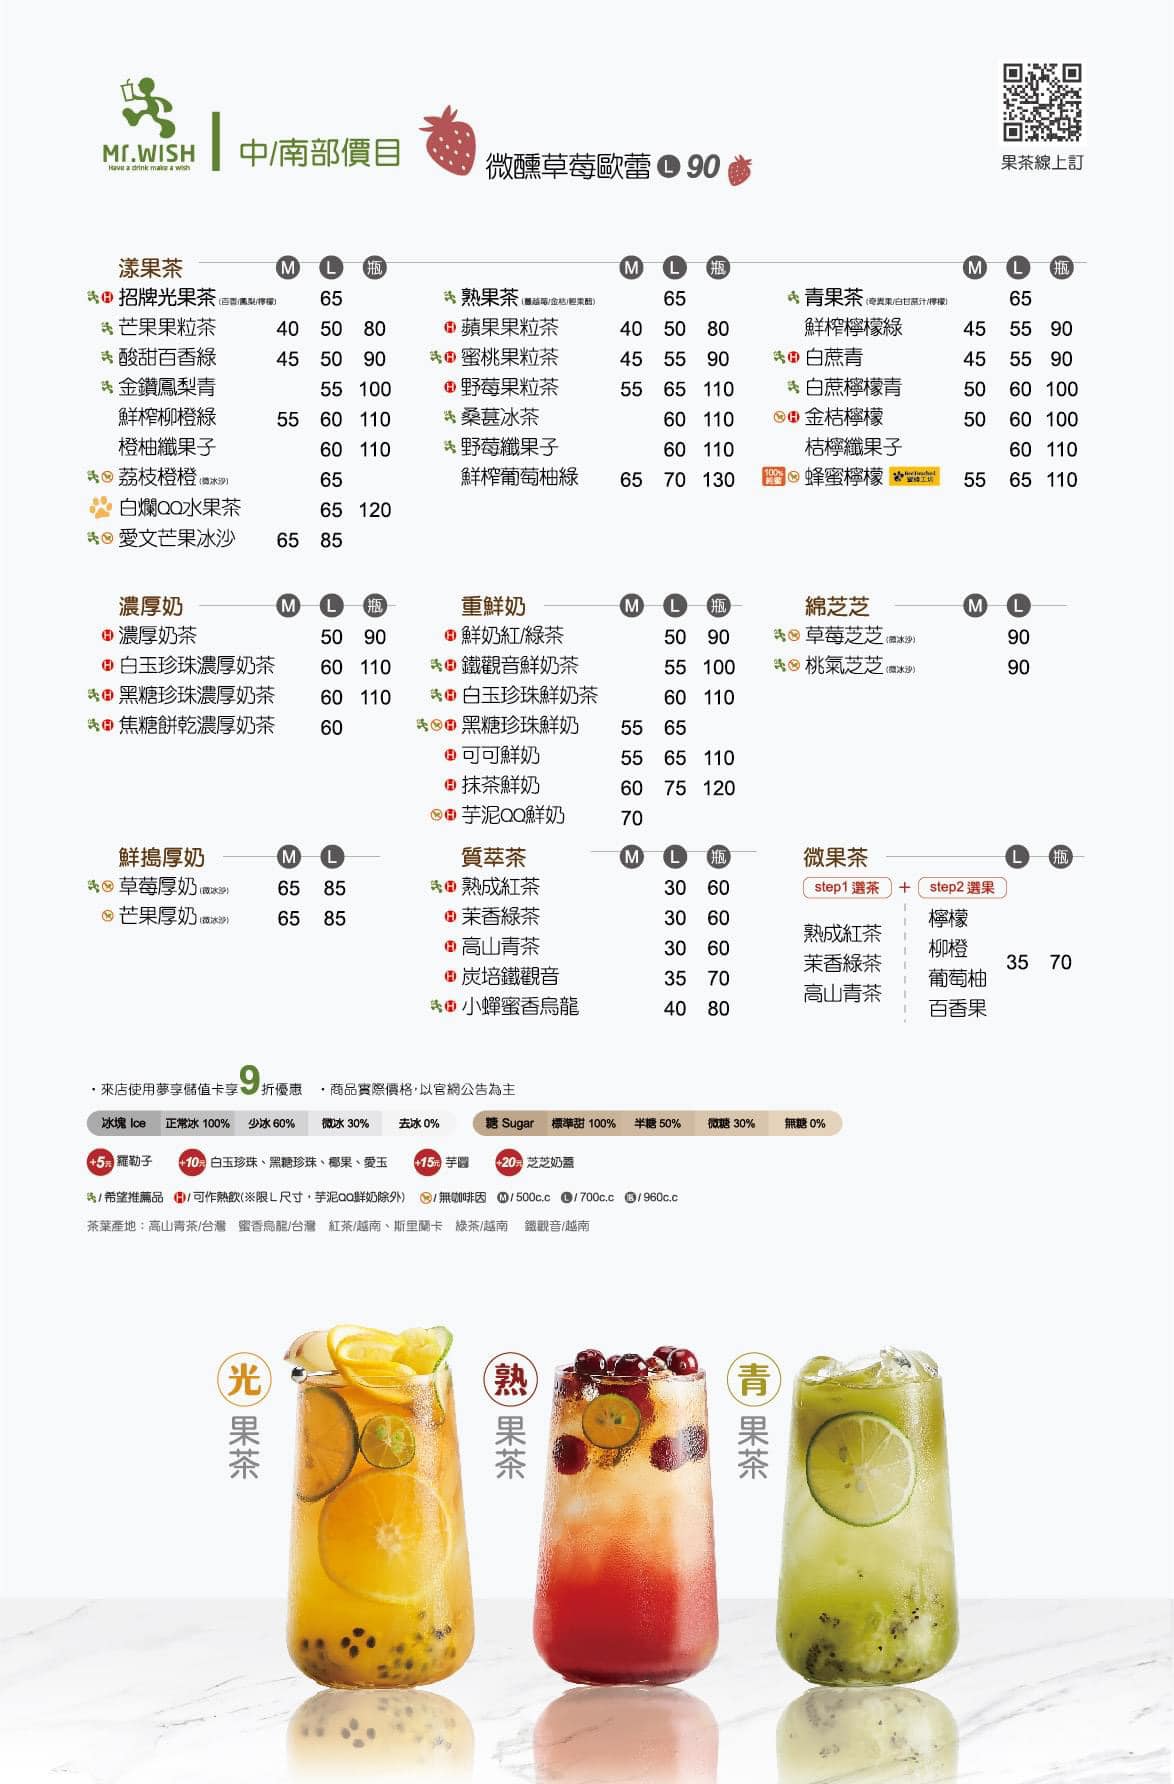 Mr.WISH
Have a drink make a wish
中/南部價目
微醺草莓歐蕾 L 90
果茶線上訂
漾果茶 M L 瓶
招牌光果茶 (百香/鳳梨/檸檬) 65
芒果果粒茶 40 50 80
酸甜百香綠 45 50 90
金鑽鳳梨青 55 100
鮮榨柳橙綠 55 60 110
橙柚纖果子 60 110
荔枝橙橙 (微冰沙) 65
白爛QQ水果茶 65 120
愛文芒果冰沙 65 85
M L 瓶
熟果茶 (蔓越莓/金桔/輕果醋) 65
H 蘋果果粒茶 40 50 80
H 蜜桃果粒茶 45 55 90
H 野莓果粒茶 55 65 110
桑葚冰茶 60 110
野莓纖果子 60 110
鮮榨葡萄柚綠 65 70 130
M L 瓶
青果茶 (奇異果/白甘蔗汁/檸檬) 65
鮮榨檸檬綠 45 55 90
H 白蔗青 45 55 90
白蔗檸檬青 50 60 100
H 金桔檸檬 50 60 100
桔檸纖果子 60 110
100% 純蜜 蜂蜜檸檬 BeeTouched 蜜蜂工坊 55 65 110
濃厚奶 M L 瓶
H 濃厚奶茶 50 90
H 白玉珍珠濃厚奶茶 60 110
H 黑糖珍珠濃厚奶茶 60 110
H 焦糖餅乾濃厚奶茶 60
重鮮奶 M L 瓶
H 鮮奶紅/綠茶 50 90
H 鐵觀音鮮奶茶 55 100
H 白玉珍珠鮮奶茶 60 110
H 黑糖珍珠鮮奶 55 65
H 可可鮮奶 55 65 110
H 抹茶鮮奶 60 75 120
H 芋泥QQ鮮奶 70
綿芝芝 M L
草莓芝芝 (微冰沙) 90
桃氣芝芝 (微冰沙) 90
鮮搗厚奶 M L
草莓厚奶 (微冰沙) 65 85
芒果厚奶 (微冰沙) 65 85
質萃茶 M L 瓶
H 熟成紅茶 30 60
H 茉香綠茶 30 60
H 高山青茶 30 60
H 炭培鐵觀音 35 70
H 小蟬蜜香烏龍 40 80
微果茶 L 瓶
step1 選茶 + step2 選果
熟成紅茶
茉香綠茶
高山青茶
檸檬
柳橙
葡萄柚
百香果
35 70
・來店使用夢享儲值卡享9折優惠 ・商品實際價格，以官網公告為主
冰塊 Ice 正常冰 100% 少冰 60% 微冰 30% 去冰 0% 糖 Sugar 標準甜 100% 半糖 50% 微糖 30% 無糖 0%
+5元 羅勒子 +10元 白玉珍珠、黑糖珍珠、椰果、愛玉 +15元 芋圓 +20元 芝芝奶蓋
/ 希望推薦品 H / 可作熱飲(※限L尺寸，芋泥QQ鮮奶除外) / 無咖啡因 M / 500c.c L / 700c.c 瓶 / 960c.c
茶葉產地：高山青茶/台灣 蜜香烏龍/台灣 紅茶/越南、斯里蘭卡 綠茶/越南 鐵觀音/越南
光果茶
熟果茶
青果茶